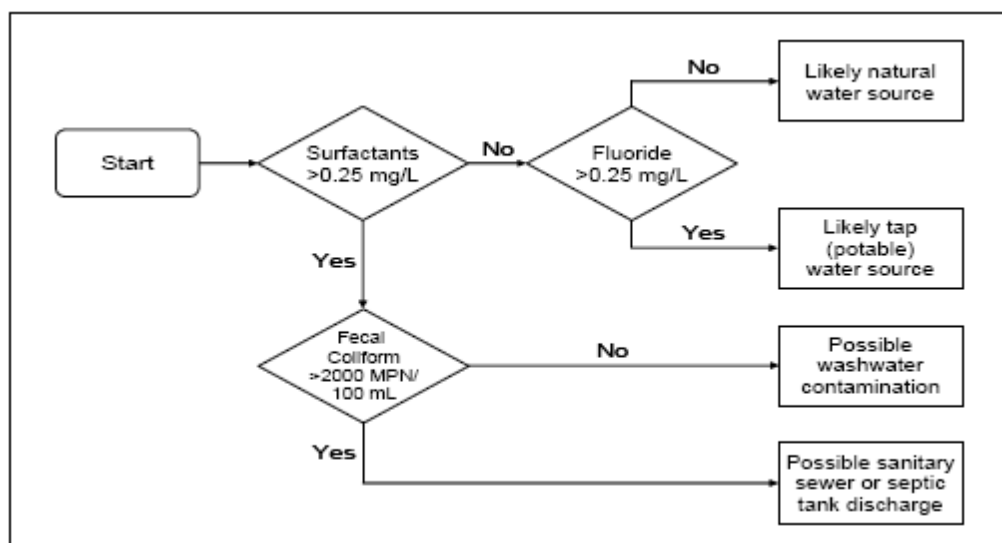 No
Likely natural
water source
Start
Surfactants
>0.25 mg/L
No
Fluoride
>0.25 mg/L
Yes
Likely tap
(potable)
water source
Yes
Fecal
Coliform
>2000 MPN/
100 mL
No
Possible
washwater
contamination
Yes
Possible sanitary
sewer or septic
tank discharge